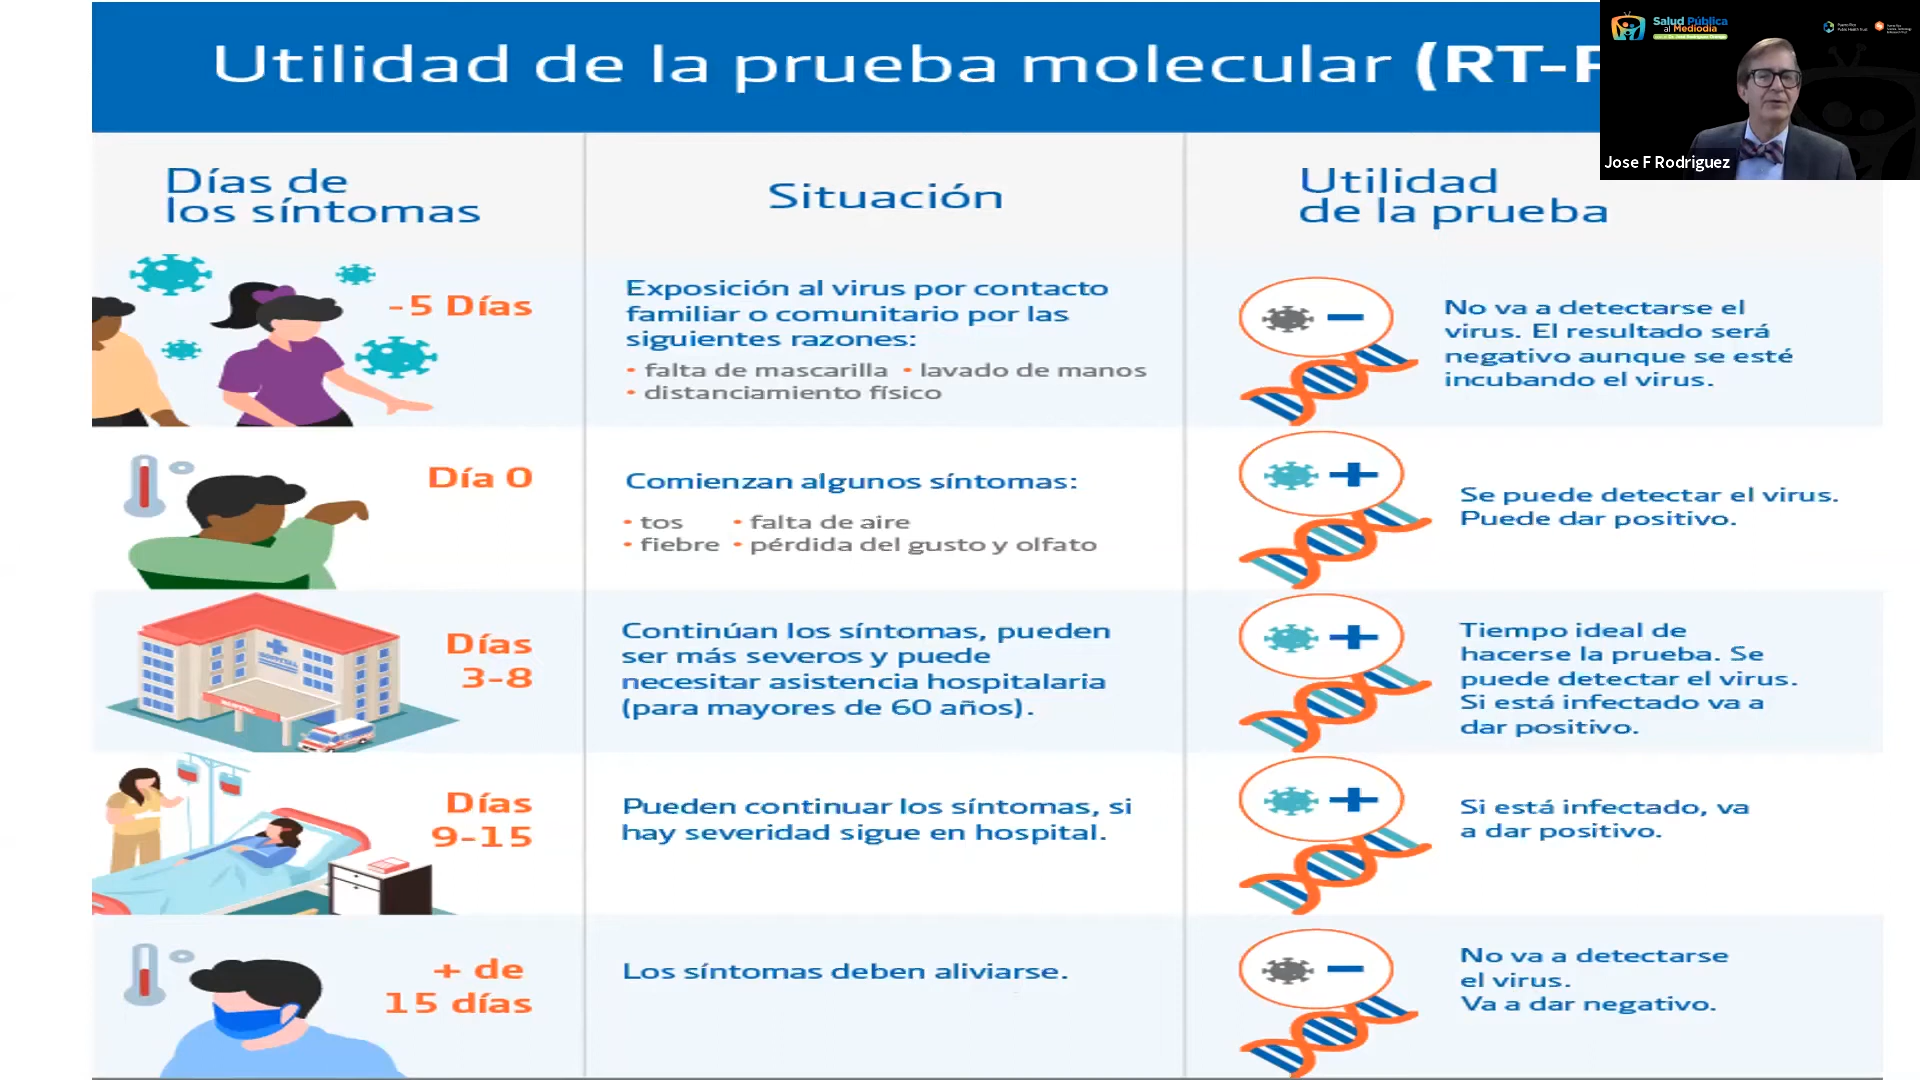 Utilidad de la prueba molecular (RT-P
Salud Pública
al Mediodía
Jose F Rodriguez
Días de
los síntomas
Situación
Utilidad
de la prueba
-5 Días
Exposición al virus por contacto
familiar o comunitario por las
siguientes razones:
• falta de mascarilla • lavado de manos
• distanciamiento físico
No va a detectarse el
virus. El resultado será
negativo aunque se esté
incubando el virus.
Día 0
Comienzan algunos síntomas:
• tos • falta de aire
• fiebre • pérdida del gusto y olfato
Se puede detectar el virus.
Puede dar positivo.
HOSPITAL
Días
3-8
Continúan los síntomas, pueden
ser más severos y puede
necesitar asistencia hospitalaria
(para mayores de 60 años).
Tiempo ideal de
hacerse la prueba. Se
puede detectar el virus.
Si está infectado va a
dar positivo.
Días
9-15
Pueden continuar los síntomas, si
hay severidad sigue en hospital.
Si está infectado, va
a dar positivo.
+ de
15 días
Los síntomas deben aliviarse.
No va a detectarse
el virus.
Va a dar negativo.